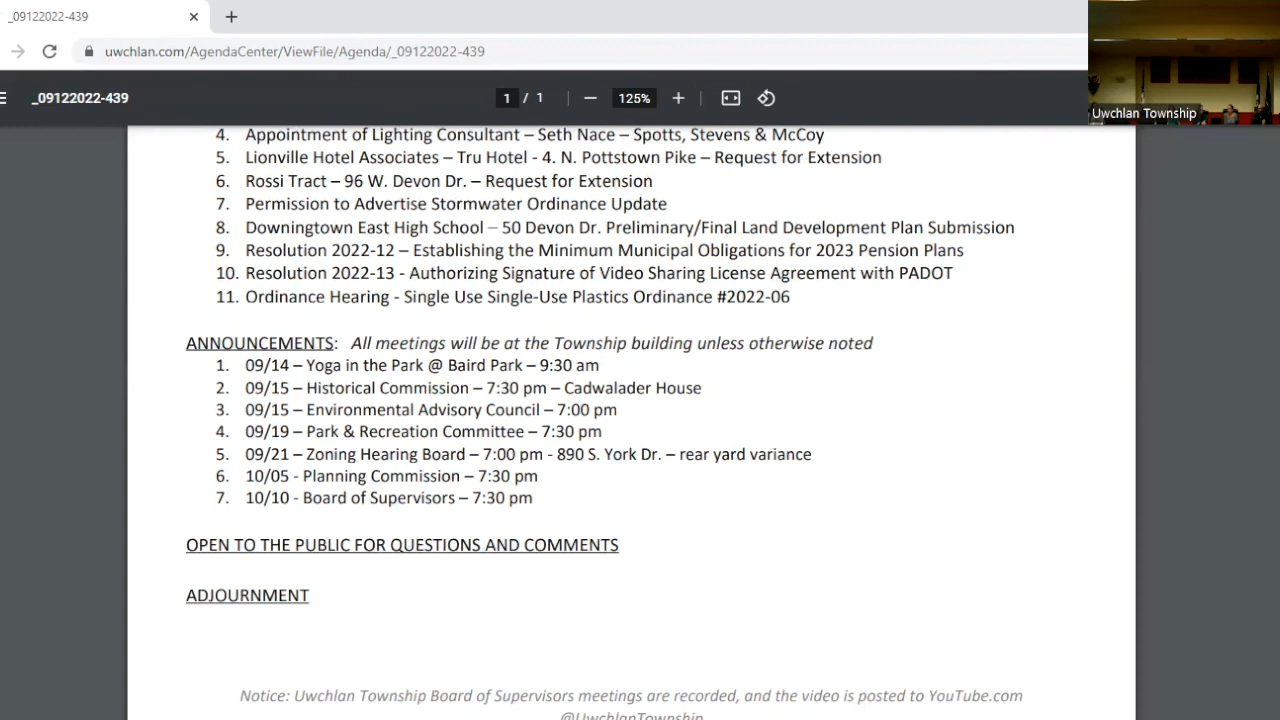 _09122022-439
uwchlan.com/AgendaCenter/ViewFile/Agenda/_09122022-439
_09122022-439
1 / 1
125%
Uwchlan Township
4. Appointment of Lighting Consultant – Seth Nace – Spotts, Stevens & McCoy
5. Lionville Hotel Associates – Tru Hotel - 4. N. Pottstown Pike – Request for Extension
6. Rossi Tract – 96 W. Devon Dr. – Request for Extension
7. Permission to Advertise Stormwater Ordinance Update
8. Downingtown East High School – 50 Devon Dr. Preliminary/Final Land Development Plan Submission
9. Resolution 2022-12 – Establishing the Minimum Municipal Obligations for 2023 Pension Plans
10. Resolution 2022-13 - Authorizing Signature of Video Sharing License Agreement with PADOT
11. Ordinance Hearing - Single Use Single-Use Plastics Ordinance #2022-06
ANNOUNCEMENTS: All meetings will be at the Township building unless otherwise noted
1. 09/14 – Yoga in the Park @ Baird Park – 9:30 am
2. 09/15 – Historical Commission – 7:30 pm – Cadwalader House
3. 09/15 – Environmental Advisory Council – 7:00 pm
4. 09/19 – Park & Recreation Committee – 7:30 pm
5. 09/21 – Zoning Hearing Board – 7:00 pm - 890 S. York Dr. – rear yard variance
6. 10/05 - Planning Commission – 7:30 pm
7. 10/10 - Board of Supervisors – 7:30 pm
OPEN TO THE PUBLIC FOR QUESTIONS AND COMMENTS
ADJOURNMENT
Notice: Uwchlan Township Board of Supervisors meetings are recorded, and the video is posted to YouTube.com
@UwchlanTownship